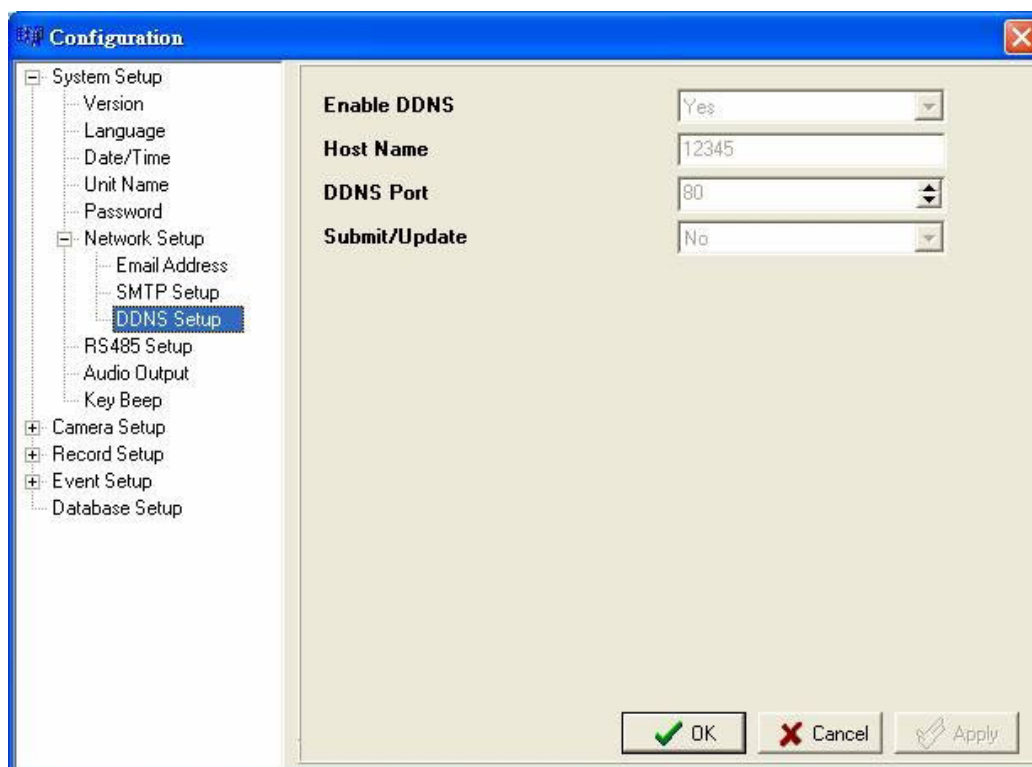 Configuration
System Setup
Version
Language
Date/Time
Unit Name
Password
Network Setup
Email Address
SMTP Setup
DDNS Setup
RS485 Setup
Audio Output
Key Beep
Camera Setup
Record Setup
Event Setup
Database Setup
Enable DDNS Yes
Host Name 12345
DDNS Port 80
Submit/Update No
OK Cancel Apply